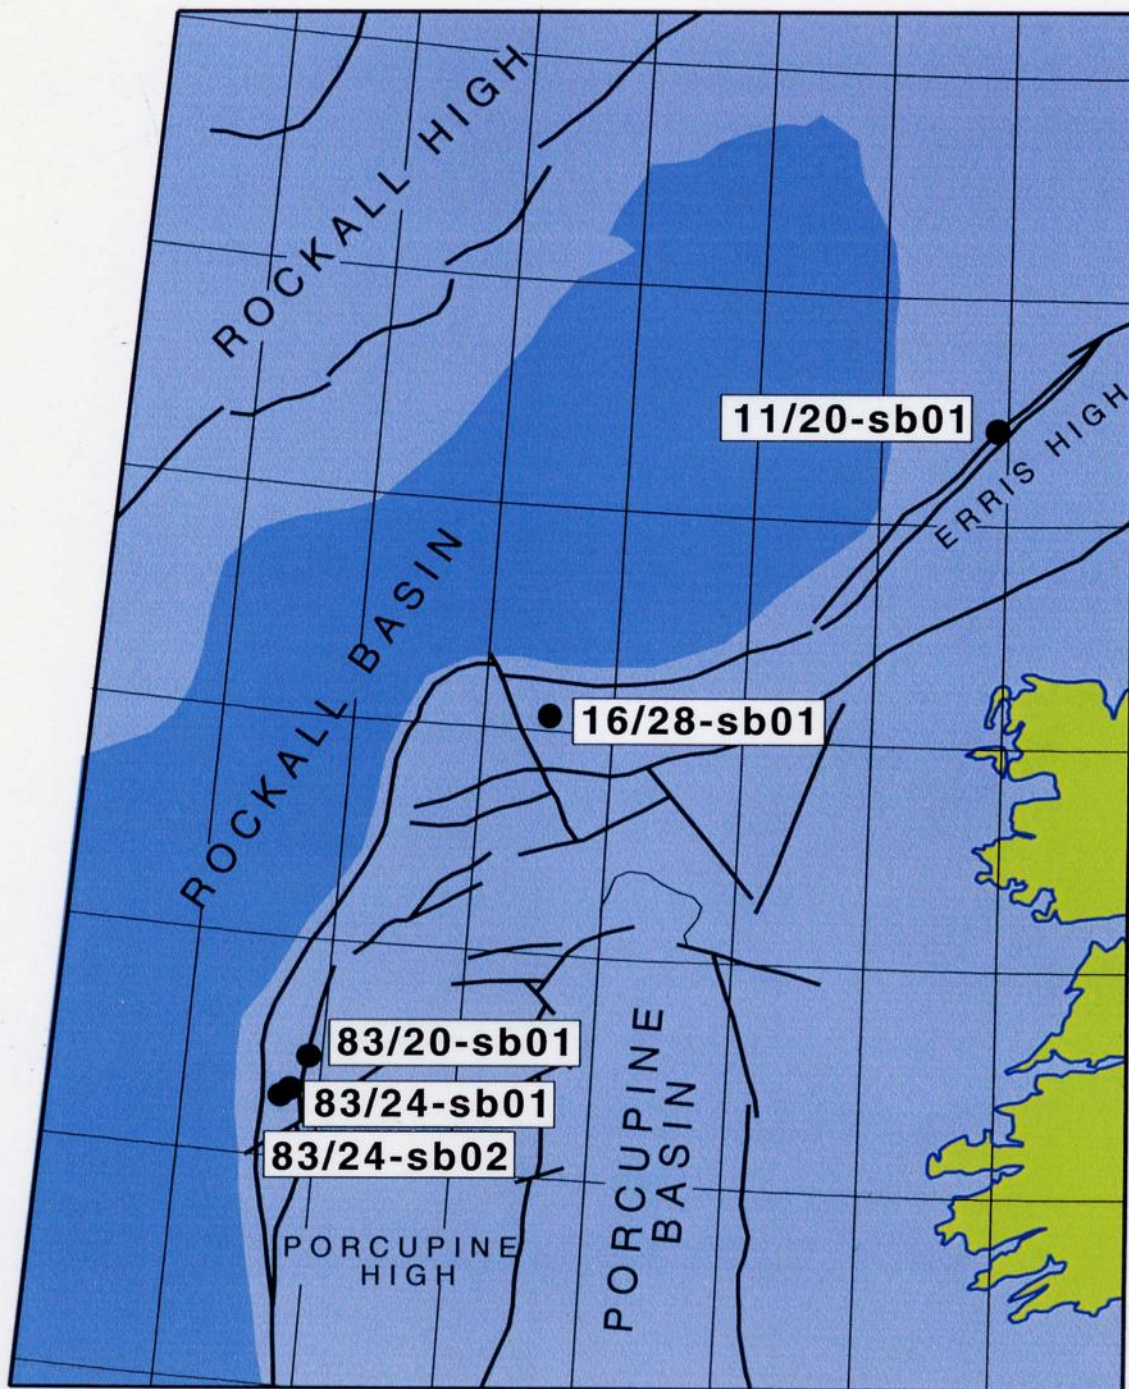 ROCKALL HIGH
11/20-sb01
ERRIS HIGH
ROCKALL BASIN
16/28-sb01
83/20-sb01
83/24-sb01
83/24-sb02
PORCUPINE
BASIN
PORCUPINE
HIGH